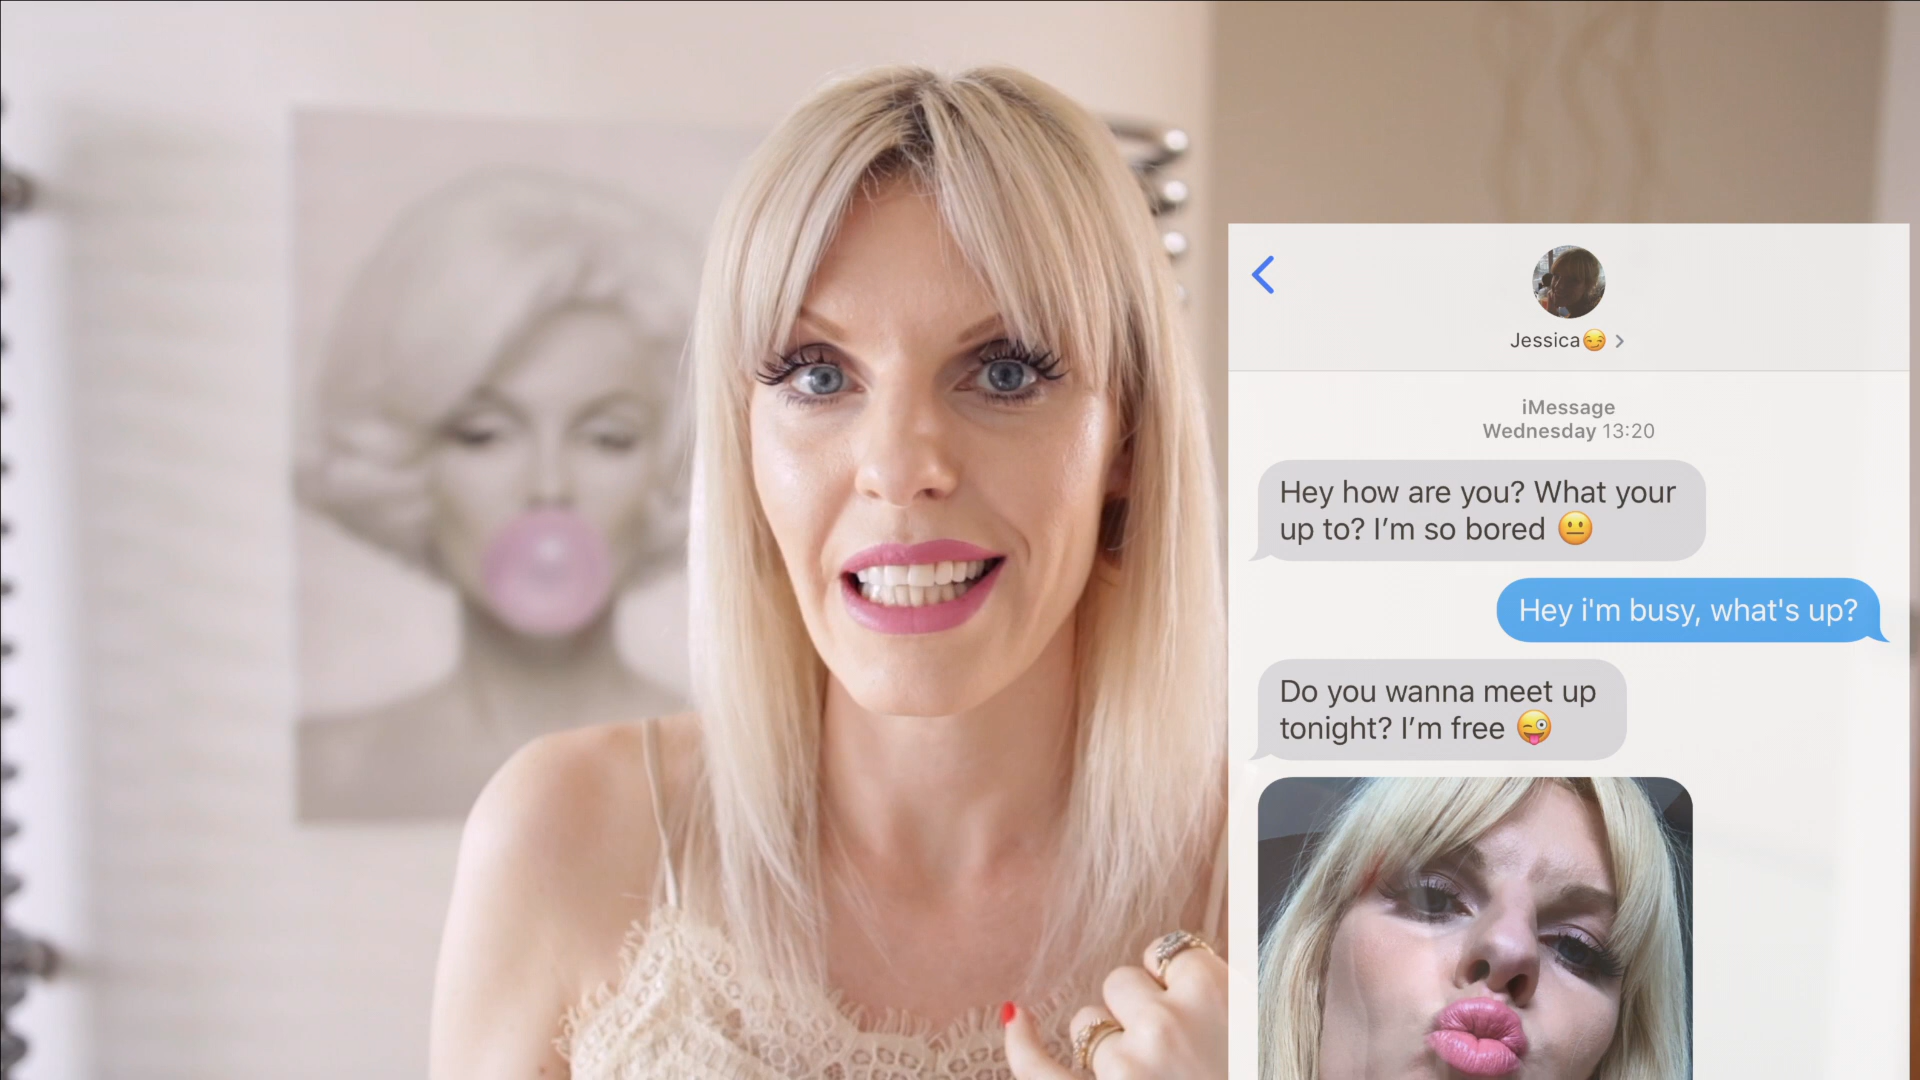 Jessica😏
iMessage
Wednesday 13:20
Hey how are you? What your
up to? I’m so bored 😐
Hey i'm busy, what's up?
Do you wanna meet up
tonight? I’m free 😜